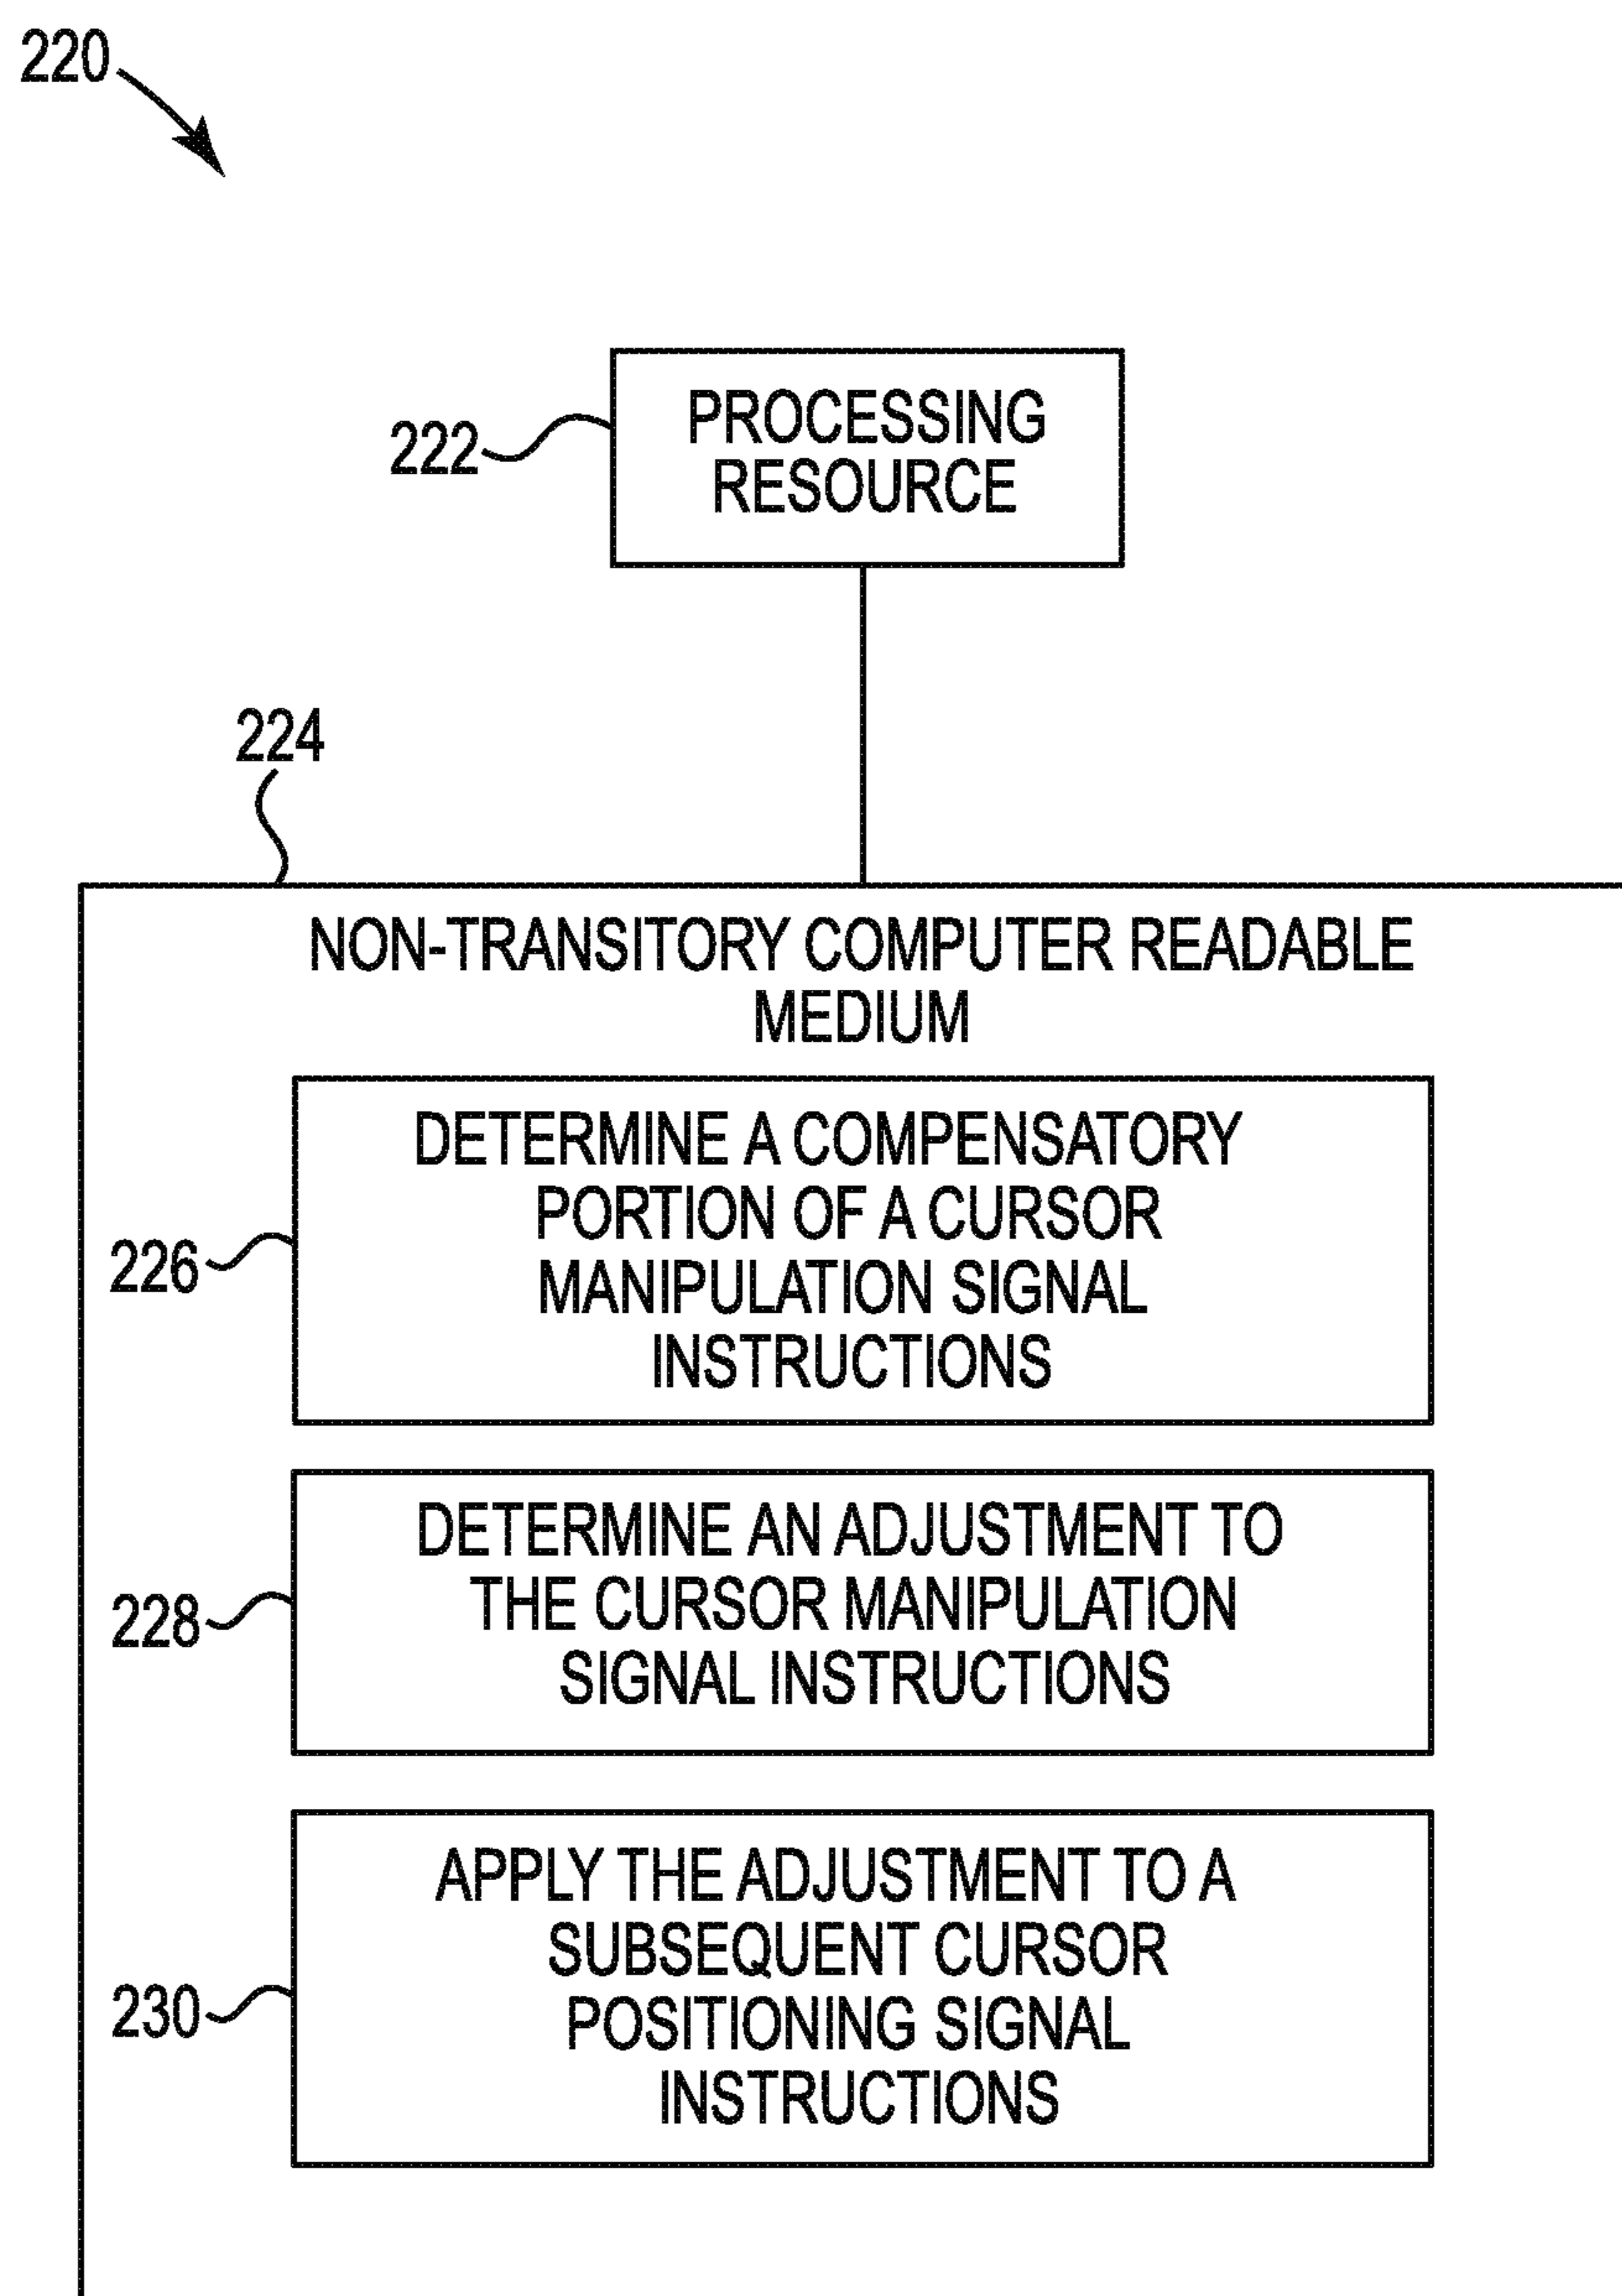 220
PROCESSING
RESOURCE
222
224
NON-TRANSITORY COMPUTER READABLE
MEDIUM
DETERMINE A COMPENSATORY
PORTION OF A CURSOR
MANIPULATION SIGNAL
INSTRUCTIONS
226
DETERMINE AN ADJUSTMENT TO
THE CURSOR MANIPULATION
SIGNAL INSTRUCTIONS
228
APPLY THE ADJUSTMENT TO A
SUBSEQUENT CURSOR
POSITIONING SIGNAL
INSTRUCTIONS
230